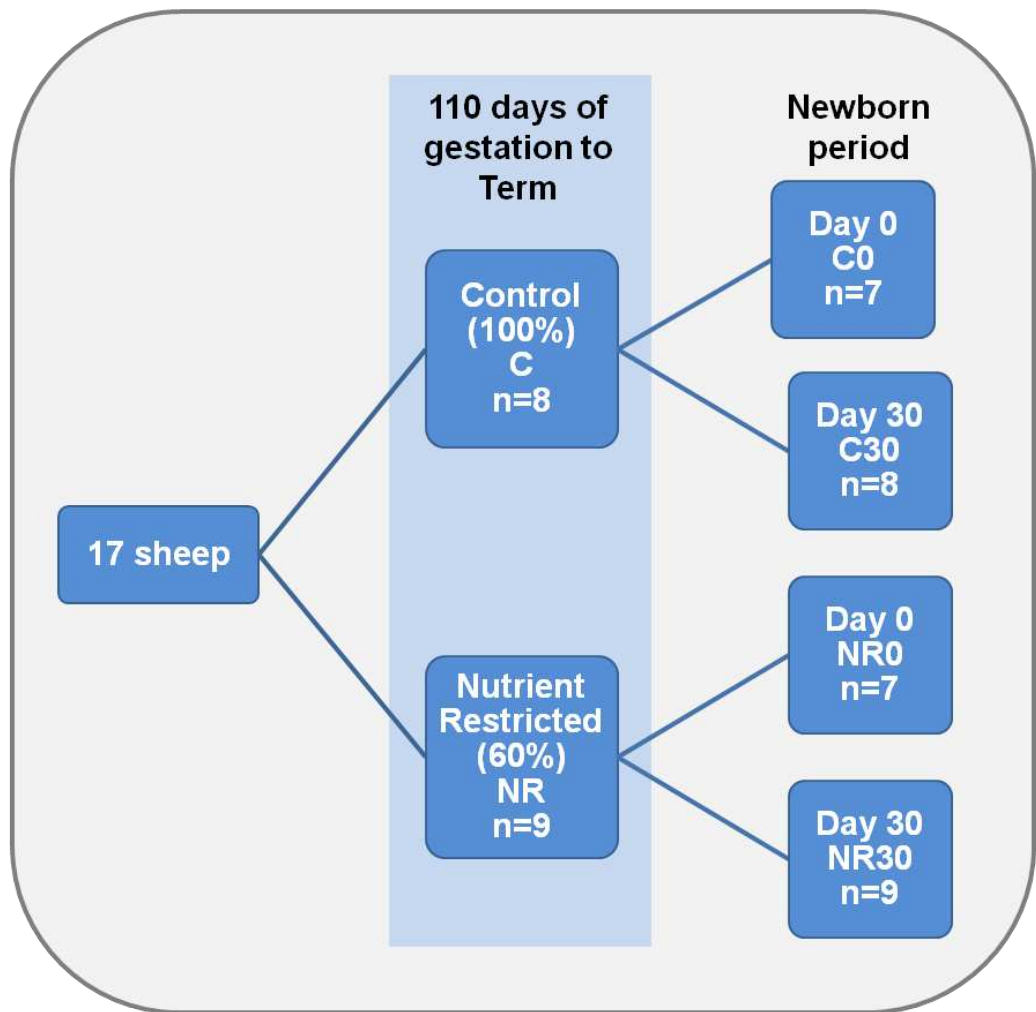 110 days of
gestation to
Term
Newborn
period
17 sheep
Control
(100%)
C
n=8
Nutrient
Restricted
(60%)
NR
n=9
Day 0
C0
n=7
Day 30
C30
n=8
Day 0
NR0
n=7
Day 30
NR30
n=9